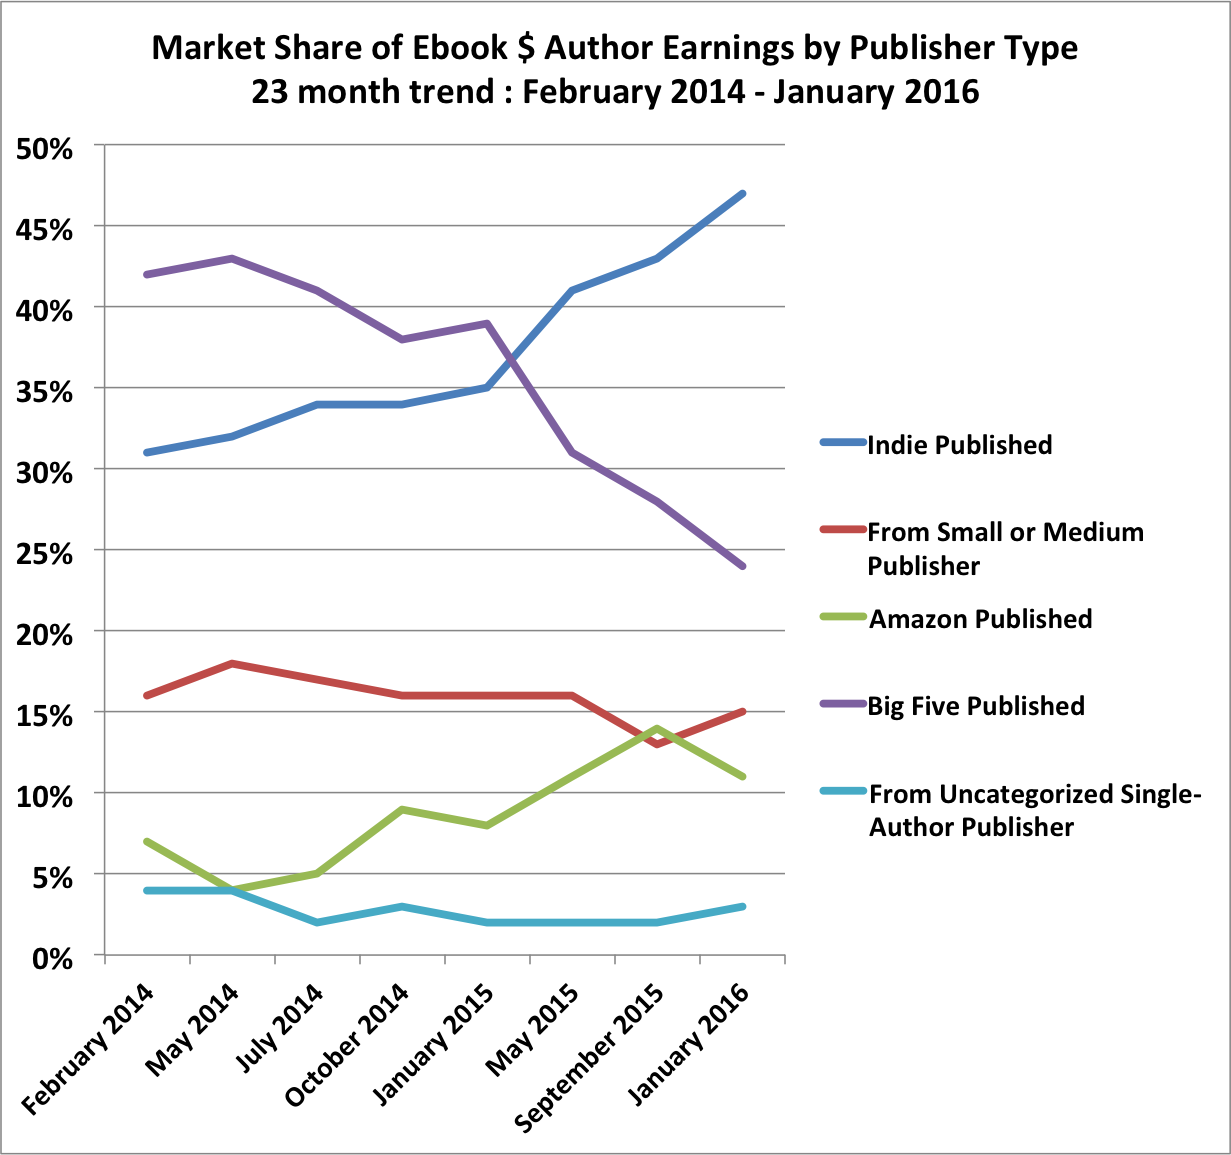 Market Share of Ebook $ Author Earnings by Publisher Type
23 month trend : February 2014 - January 2016
50%
45%
40%
35%
30%
25%
20%
15%
10%
5%
0%
February 2014
May 2014
July 2014
October 2014
January 2015
May 2015
September 2015
January 2016
Indie Published
From Small or Medium
Publisher
Amazon Published
Big Five Published
From Uncategorized Single-
Author Publisher